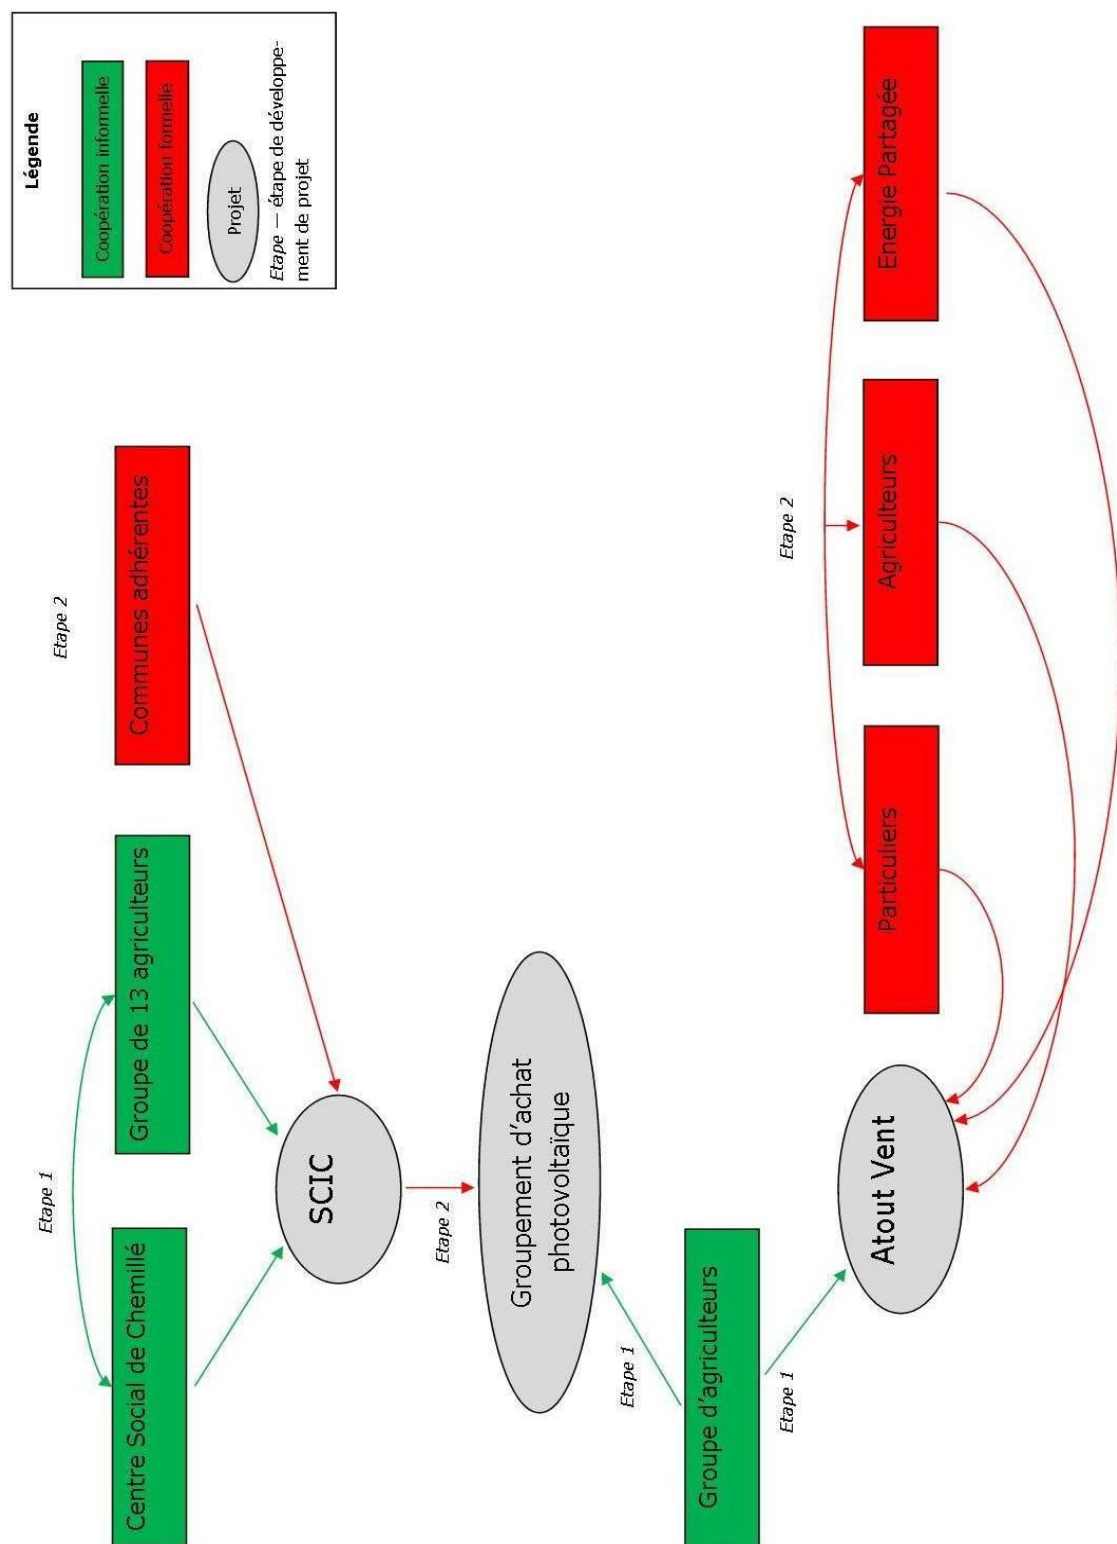 Légende
Coopération informelle
Coopération formelle
Projet
Etape — étape de développe-
ment de projet
Etape 1
Etape 2
Centre Social de Chemillé
Groupe de 13 agriculteurs
Communes adhérentes
SCIC
Etape 2
Groupement d'achat
photovoltaïque
Etape 1
Groupe d'agriculteurs
Etape 1
Etape 2
Particuliers
Agriculteurs
Energie Partagée
Atout Vent